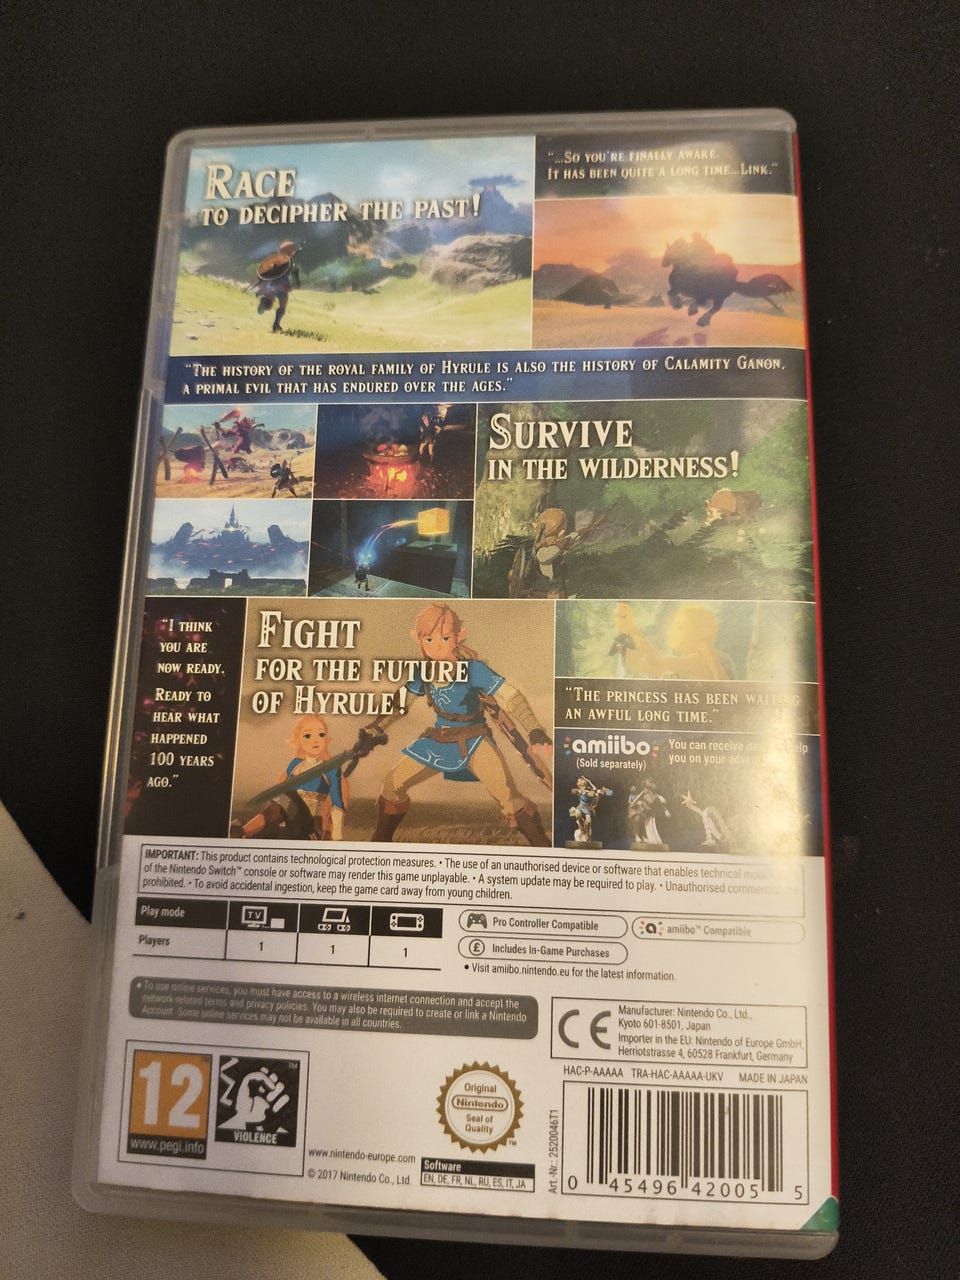 RACE
TO DECIPHER THE PAST!
"...SO YOU'RE FINALLY AWAKE.
IT HAS BEEN QUITE A LONG TIME...LINK."
"THE HISTORY OF THE ROYAL FAMILY OF HYRULE IS ALSO THE HISTORY OF CALAMITY GANON,
A PRIMAL EVIL THAT HAS ENDURED OVER THE AGES."
SURVIVE
IN THE WILDERNESS!
"I THINK
YOU ARE
NOW READY.
READY TO
HEAR WHAT
HAPPENED
100 YEARS
AGO."
FIGHT
FOR THE FUTURE
OF HYRULE!
"THE PRINCESS HAS BEEN WAITING
AN AWFUL LONG TIME."
amiibo
(Sold separately)
You can receive help
you on your
IMPORTANT: This product contains technological protection measures. • The use of an unauthorised device or software that enables technical
of the Nintendo Switch™ console or software may render this game unplayable. • A system update may be required to play. • Unauthorised
prohibited. • To avoid accidental ingestion, keep the game card away from young children.
Play mode
TV
Players
1
1
1
Pro Controller Compatible
amiibo™ Compatible
£ Includes In-Game Purchases
• Visit amiibo.nintendo.eu for the latest information.
• To use online services, you must have access to a wireless internet connection and accept the
network-related terms and privacy policies. You may also be required to create or link a Nintendo
Account. Some online services may not be available in all countries.
CE
Manufacturer: Nintendo Co., Ltd.,
Kyoto 601-8501, Japan
Importer in the EU: Nintendo of Europe GmbH,
Herriotstrasse 4, 60528 Frankfurt, Germany
HAC-P-AAAAA TRA-HAC-AAAAA-UKV MADE IN JAPAN
12
www.pegi.info
™
VIOLENCE
Original
Nintendo
Seal of
Quality
™
www.nintendo-europe.com
© 2017 Nintendo Co., Ltd.
Software
EN, DE, FR, NL, RU, ES, IT, JA
Art.-Nr.: 2520046T1
0 45496 42005 5